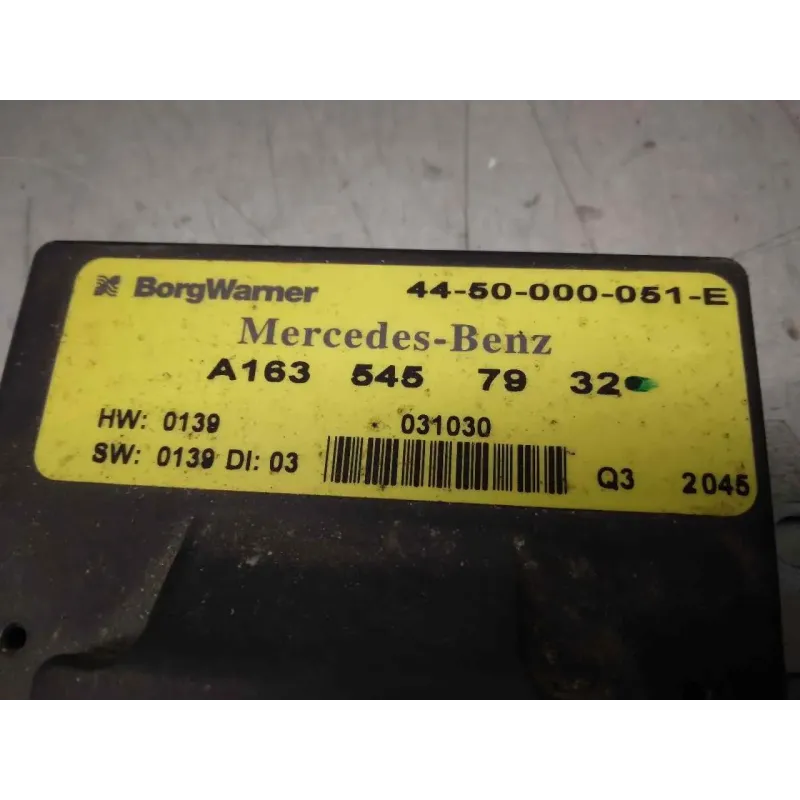 BorgWarner 44-50-000-051-E
Mercedes-Benz
A163 545 79 32
HW: 0139 031030
SW: 0139 DI: 03 Q3 2045